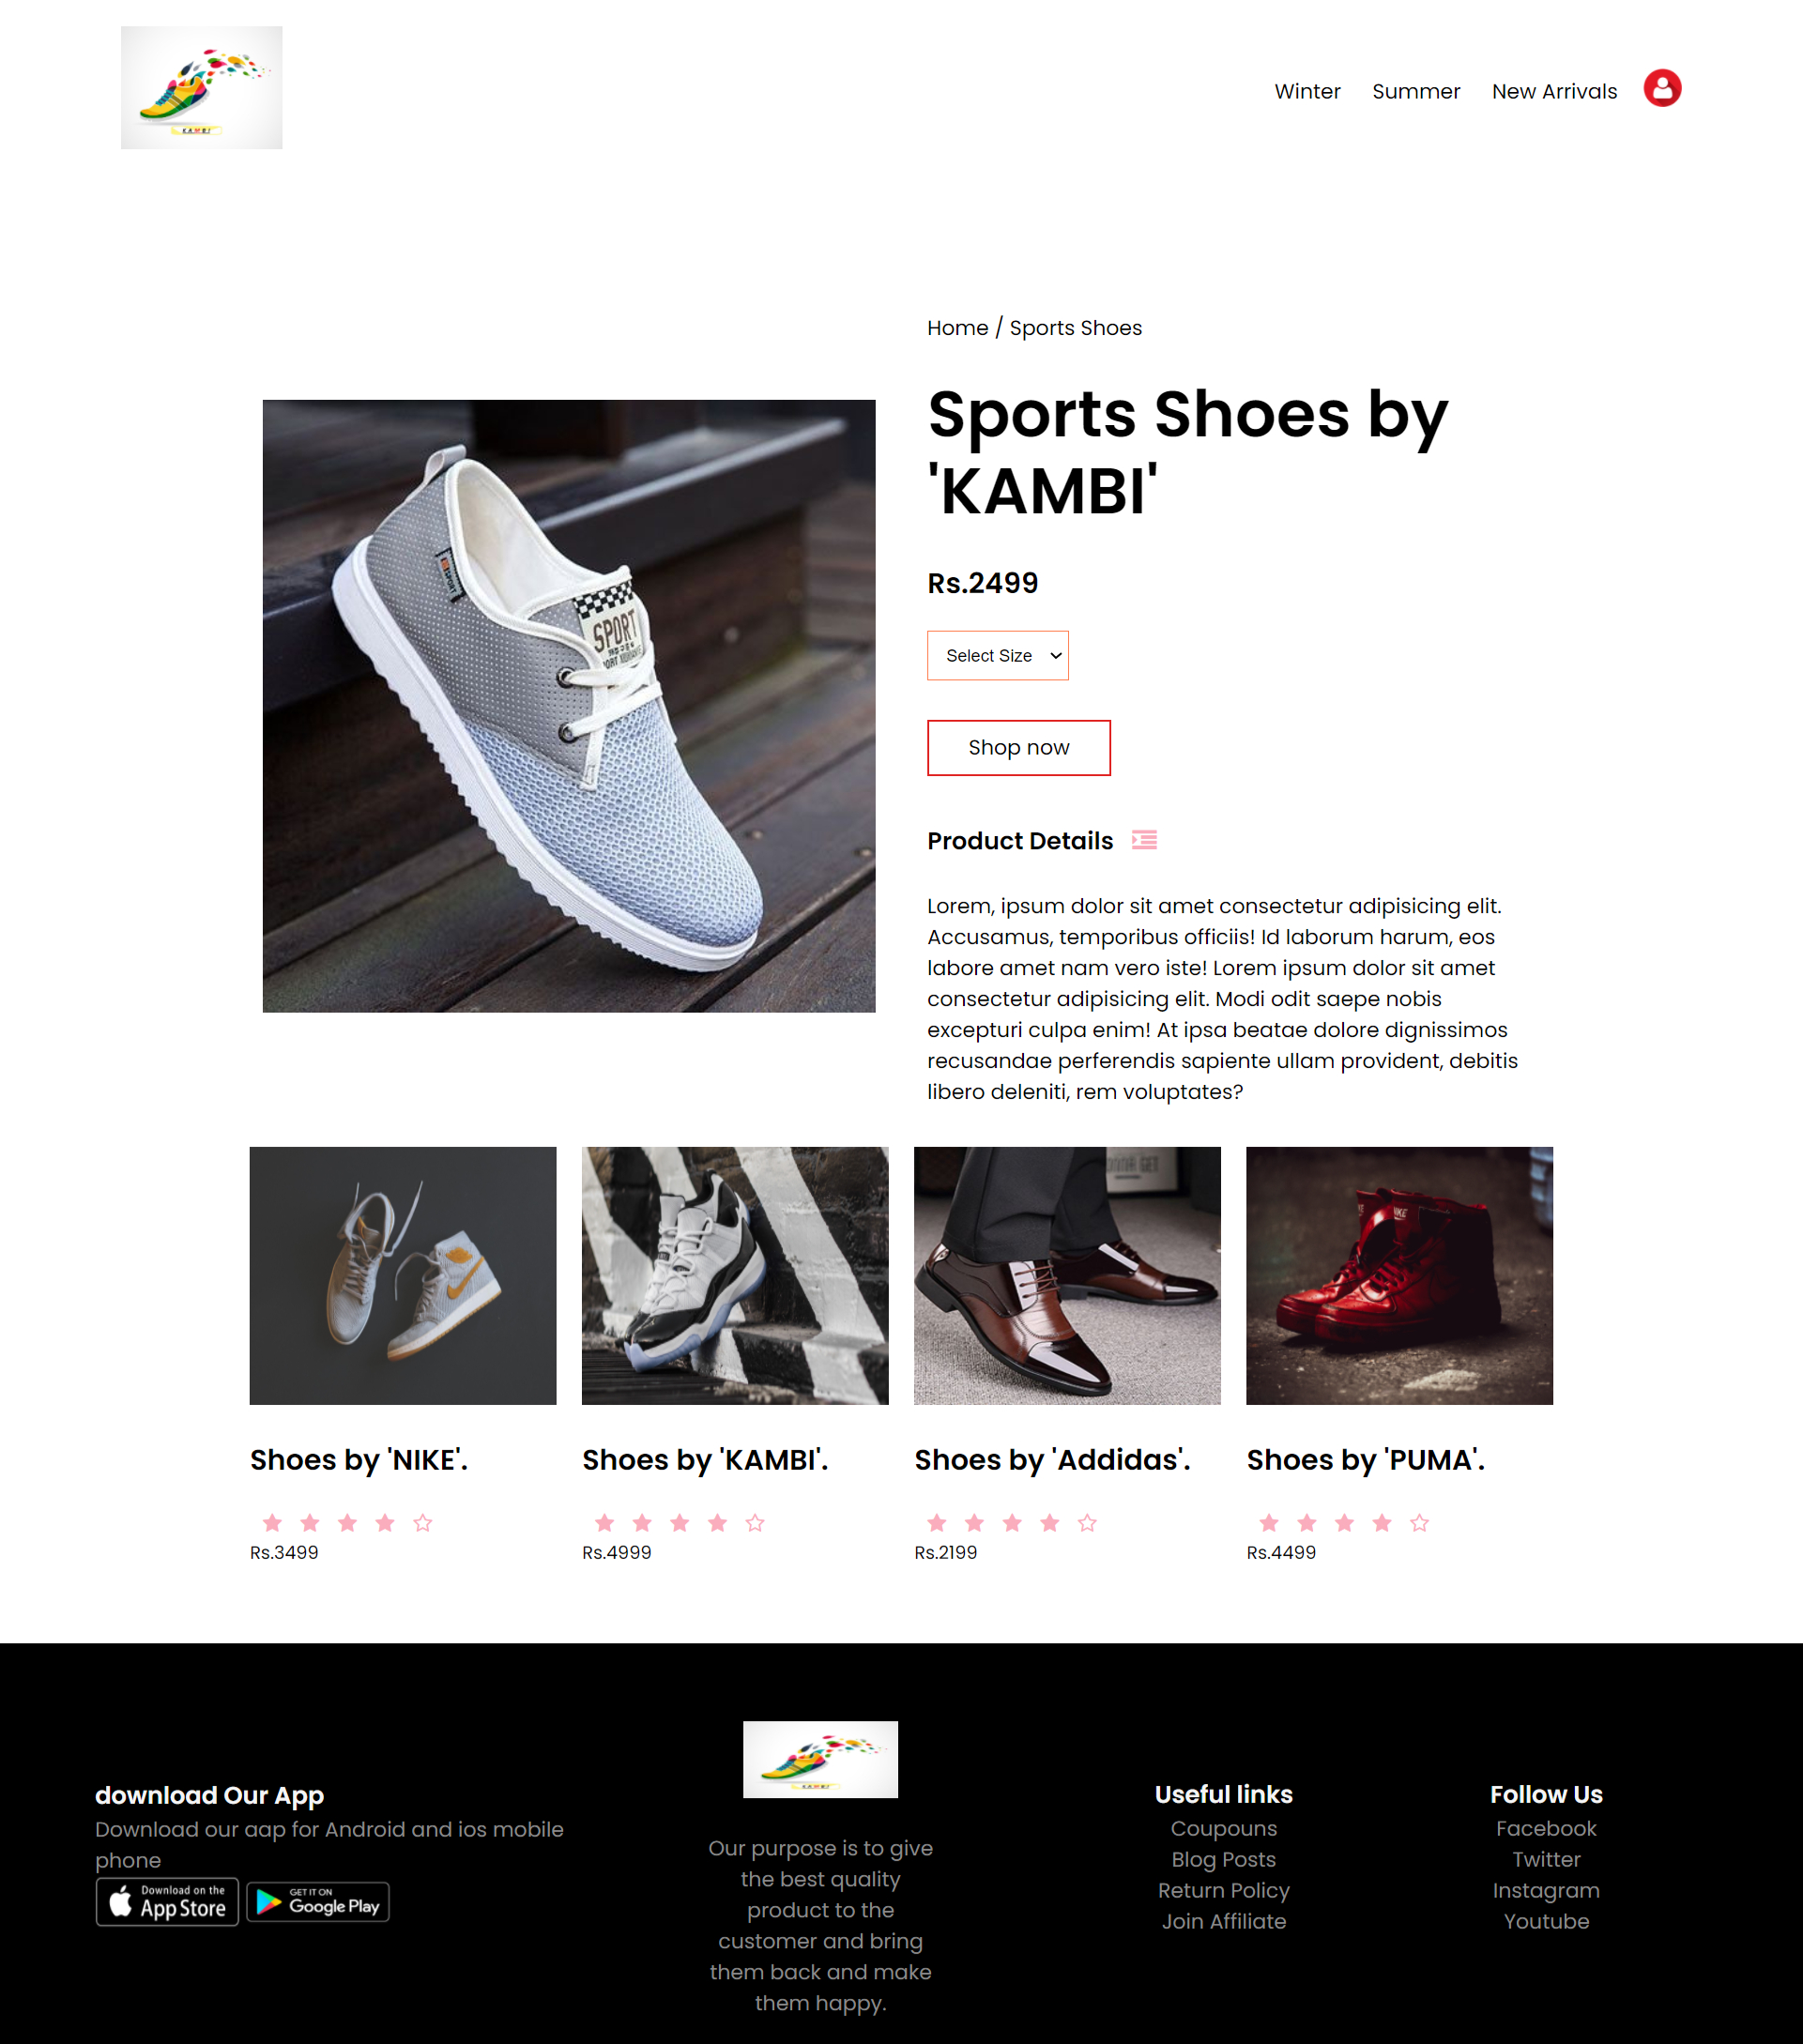 KAMBI
Winter Summer New Arrivals
Home / Sports Shoes
Sports Shoes by
'KAMBI'
Rs.2499
Select Size
Shop now
Product Details
Lorem, ipsum dolor sit amet consectetur adipisicing elit.
Accusamus, temporibus officiis! Id laborum harum, eos
labore amet nam vero iste! Lorem ipsum dolor sit amet
consectetur adipisicing elit. Modi odit saepe nobis
excepturi culpa enim! At ipsa beatae dolore dignissimos
recusandae perferendis sapiente ullam provident, debitis
libero deleniti, rem voluptates?
SPORT
SPORT
NIKE
Shoes by 'NIKE'.
Shoes by 'KAMBI'.
Shoes by 'Addidas'.
Shoes by 'PUMA'.
Rs.3499
Rs.4999
Rs.2199
Rs.4499
download Our App
Download our aap for Android and ios mobile
phone
Download on the
App Store
GET IT ON
Google Play
KAMBI
Our purpose is to give
the best quality
product to the
customer and bring
them back and make
them happy.
Useful links
Coupouns
Blog Posts
Return Policy
Join Affiliate
Follow Us
Facebook
Twitter
Instagram
Youtube